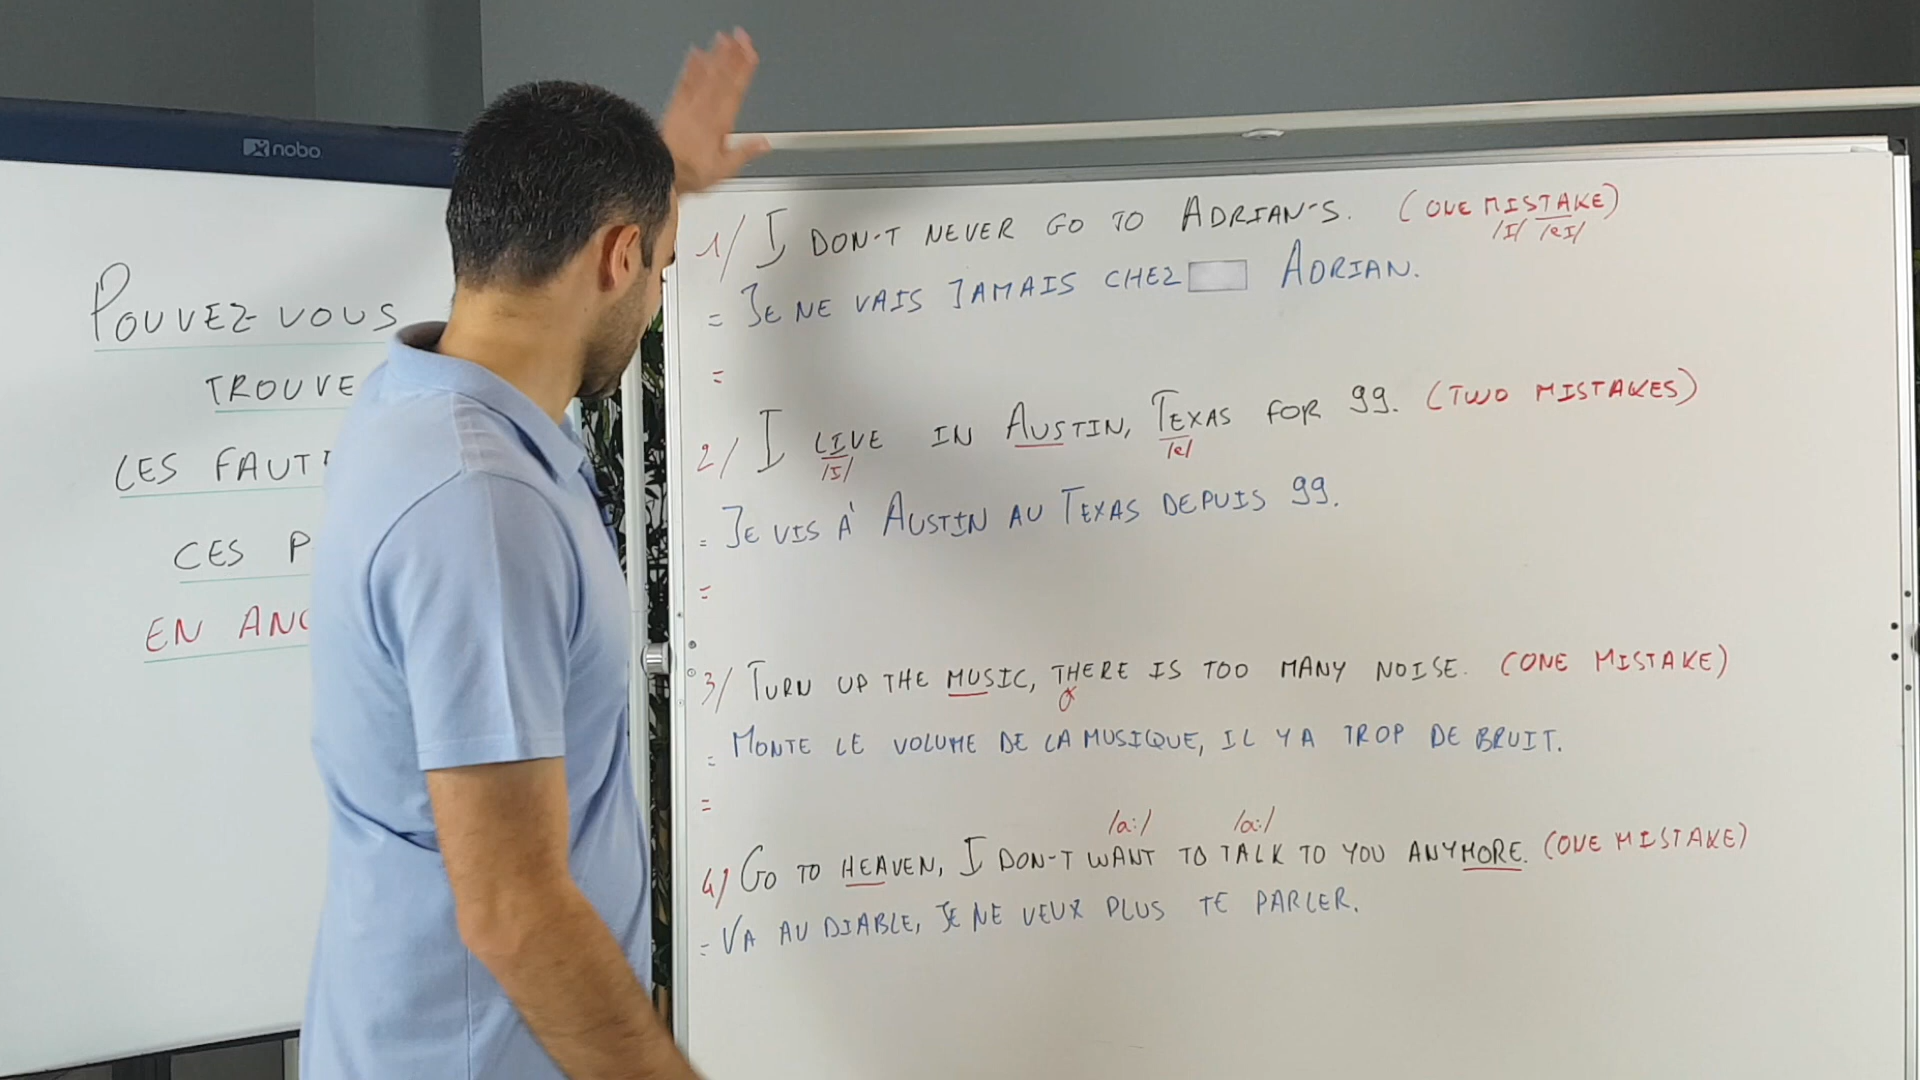 nobo
POUVEZ-VOUS
TROUVE
LES FAUT
CES P
EN ANG
1/ I DON'T NEVER GO TO ADRIAN'S. (ONE MISTAKE)
/I/ /eI/
= JE NE VAIS JAMAIS CHEZ ADRIAN.
=
2/ I LIVE IN AUSTIN, TEXAS FOR 99. (TWO MISTAKES)
/I/ /e/
= JE VIS À AUSTIN AU TEXAS DEPUIS 99.
=
3/ TURN UP THE MUSIC, THERE IS TOO MANY NOISE. (ONE MISTAKE)
= MONTE LE VOLUME DE LA MUSIQUE, IL Y A TROP DE BRUIT.
=
/a:/ /a:/
4/ GO TO HEAVEN, I DON'T WANT TO TALK TO YOU ANYMORE. (ONE MISTAKE)
= VA AU DIABLE, JE NE VEUX PLUS TE PARLER.